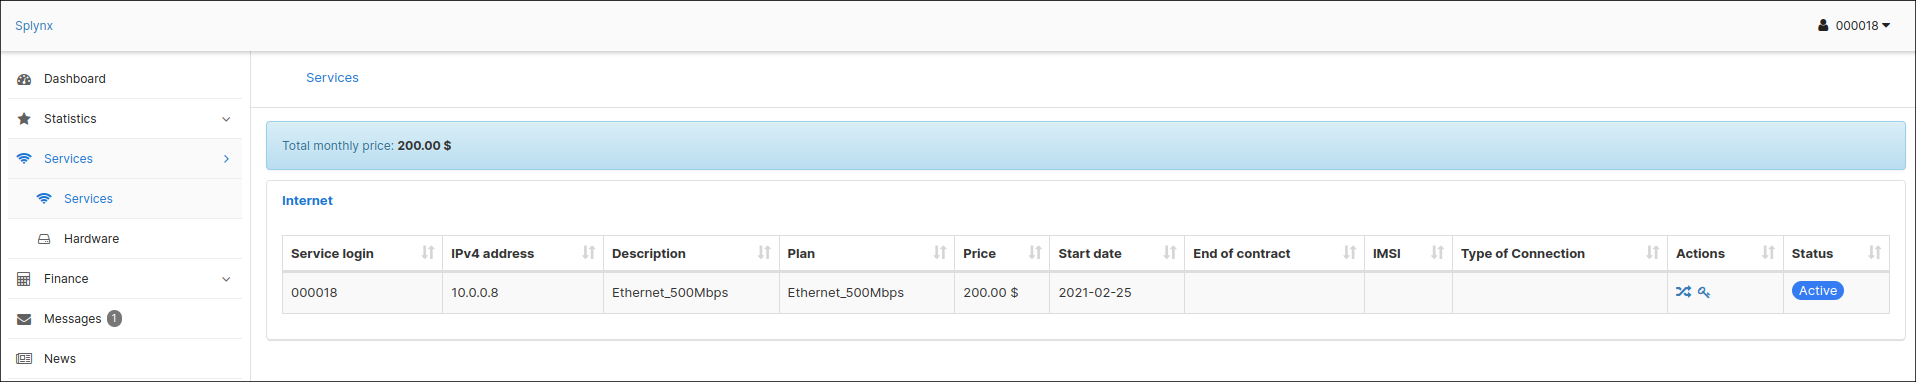 Splynx
000018
Dashboard
Services
Statistics
Total monthly price: 200.00 $
Services
Services
Internet
Hardware
Service login IPv4 address Description Plan Price Start date End of contract IMSI Type of Connection Actions Status
Finance
000018 10.0.0.8 Ethernet_500Mbps Ethernet_500Mbps 200.00 $ 2021-02-25 Active
Messages 1
News